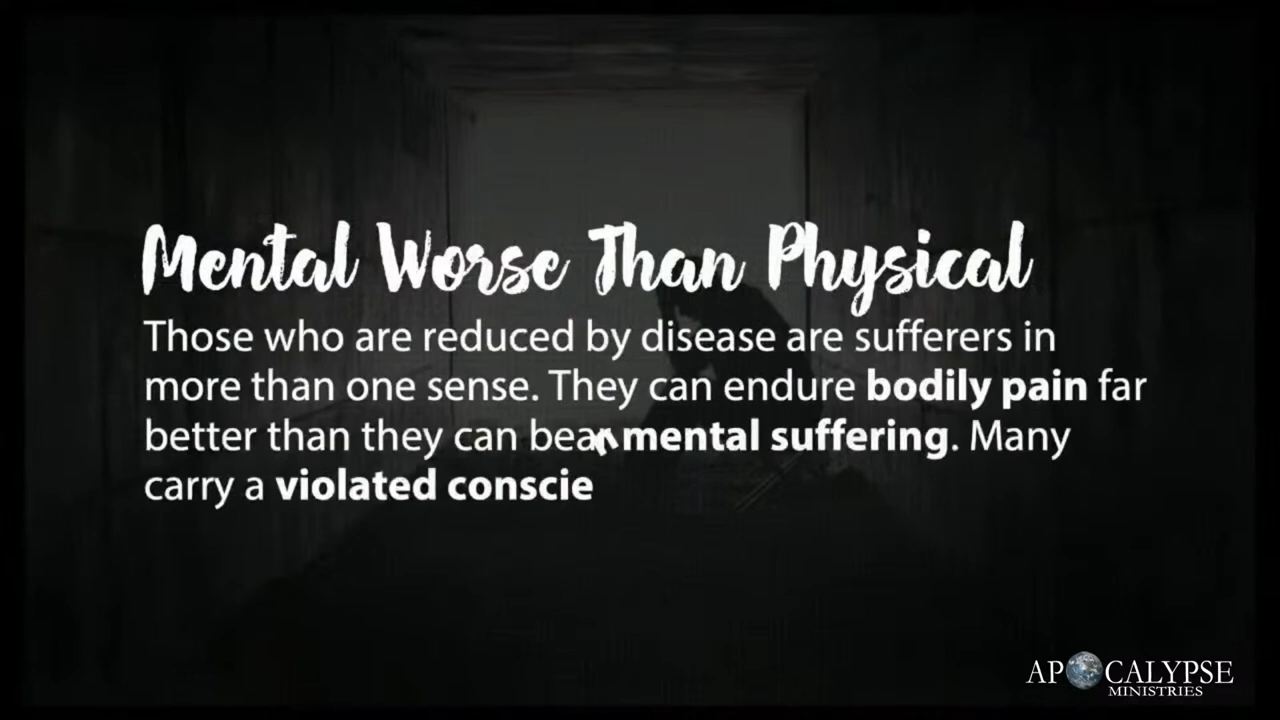 Mental Worse Than Physical
Those who are reduced by disease are sufferers in
more than one sense. They can endure bodily pain far
better than they can bear mental suffering. Many
carry a violated conscie
APOCALYPSE
MINISTRIES